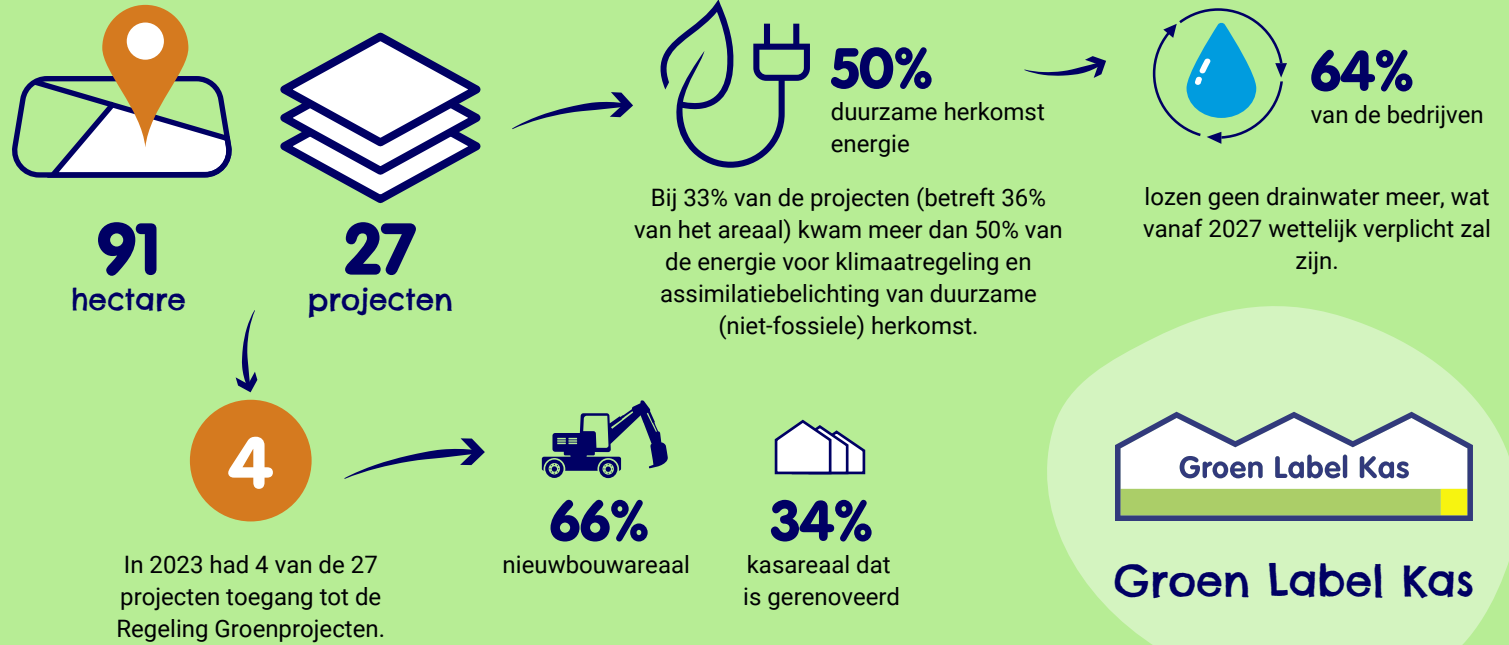 91
hectare
27
projecten
50%
duurzame herkomst
energie
Bij 33% van de projecten (betreft 36%
van het areaal) kwam meer dan 50% van
de energie voor klimaatregeling en
assimilatiebelichting van duurzame
(niet-fossiele) herkomst.
64%
van de bedrijven
lozen geen drainwater meer, wat
vanaf 2027 wettelijk verplicht zal
zijn.
4
In 2023 had 4 van de 27
projecten toegang tot de
Regeling Groenprojecten.
66%
nieuwbouwareaal
34%
kasareaal dat
is gerenoveerd
Groen Label Kas
Groen Label Kas